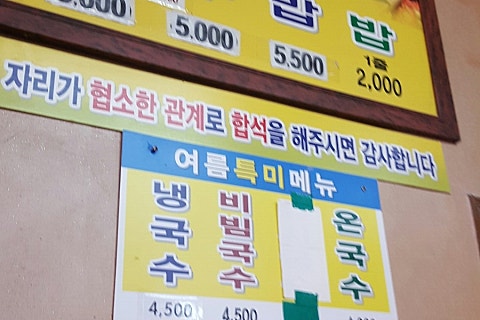 5.000
5.500
밥
밥
1줄
2,000
자리가 협소한 관계로 합석을 해주시면 감사합니다
여름특미메뉴
냉국수
비빔국수
온국수
4,500
4,500